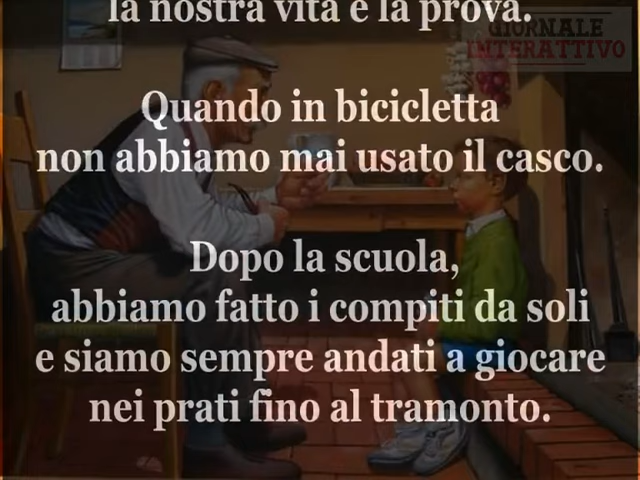 la nostra vita è la prova.
GIORNALE
INTERATTIVO
Quando in bicicletta
non abbiamo mai usato il casco.
Dopo la scuola,
abbiamo fatto i compiti da soli
e siamo sempre andati a giocare
nei prati fino al tramonto.